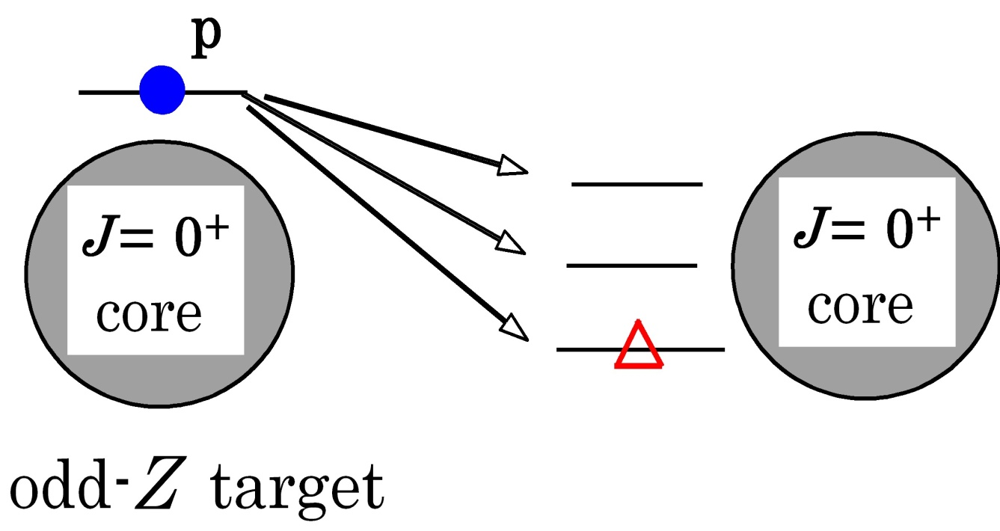 p
J= 0+
core
J= 0+
core
odd-Z target